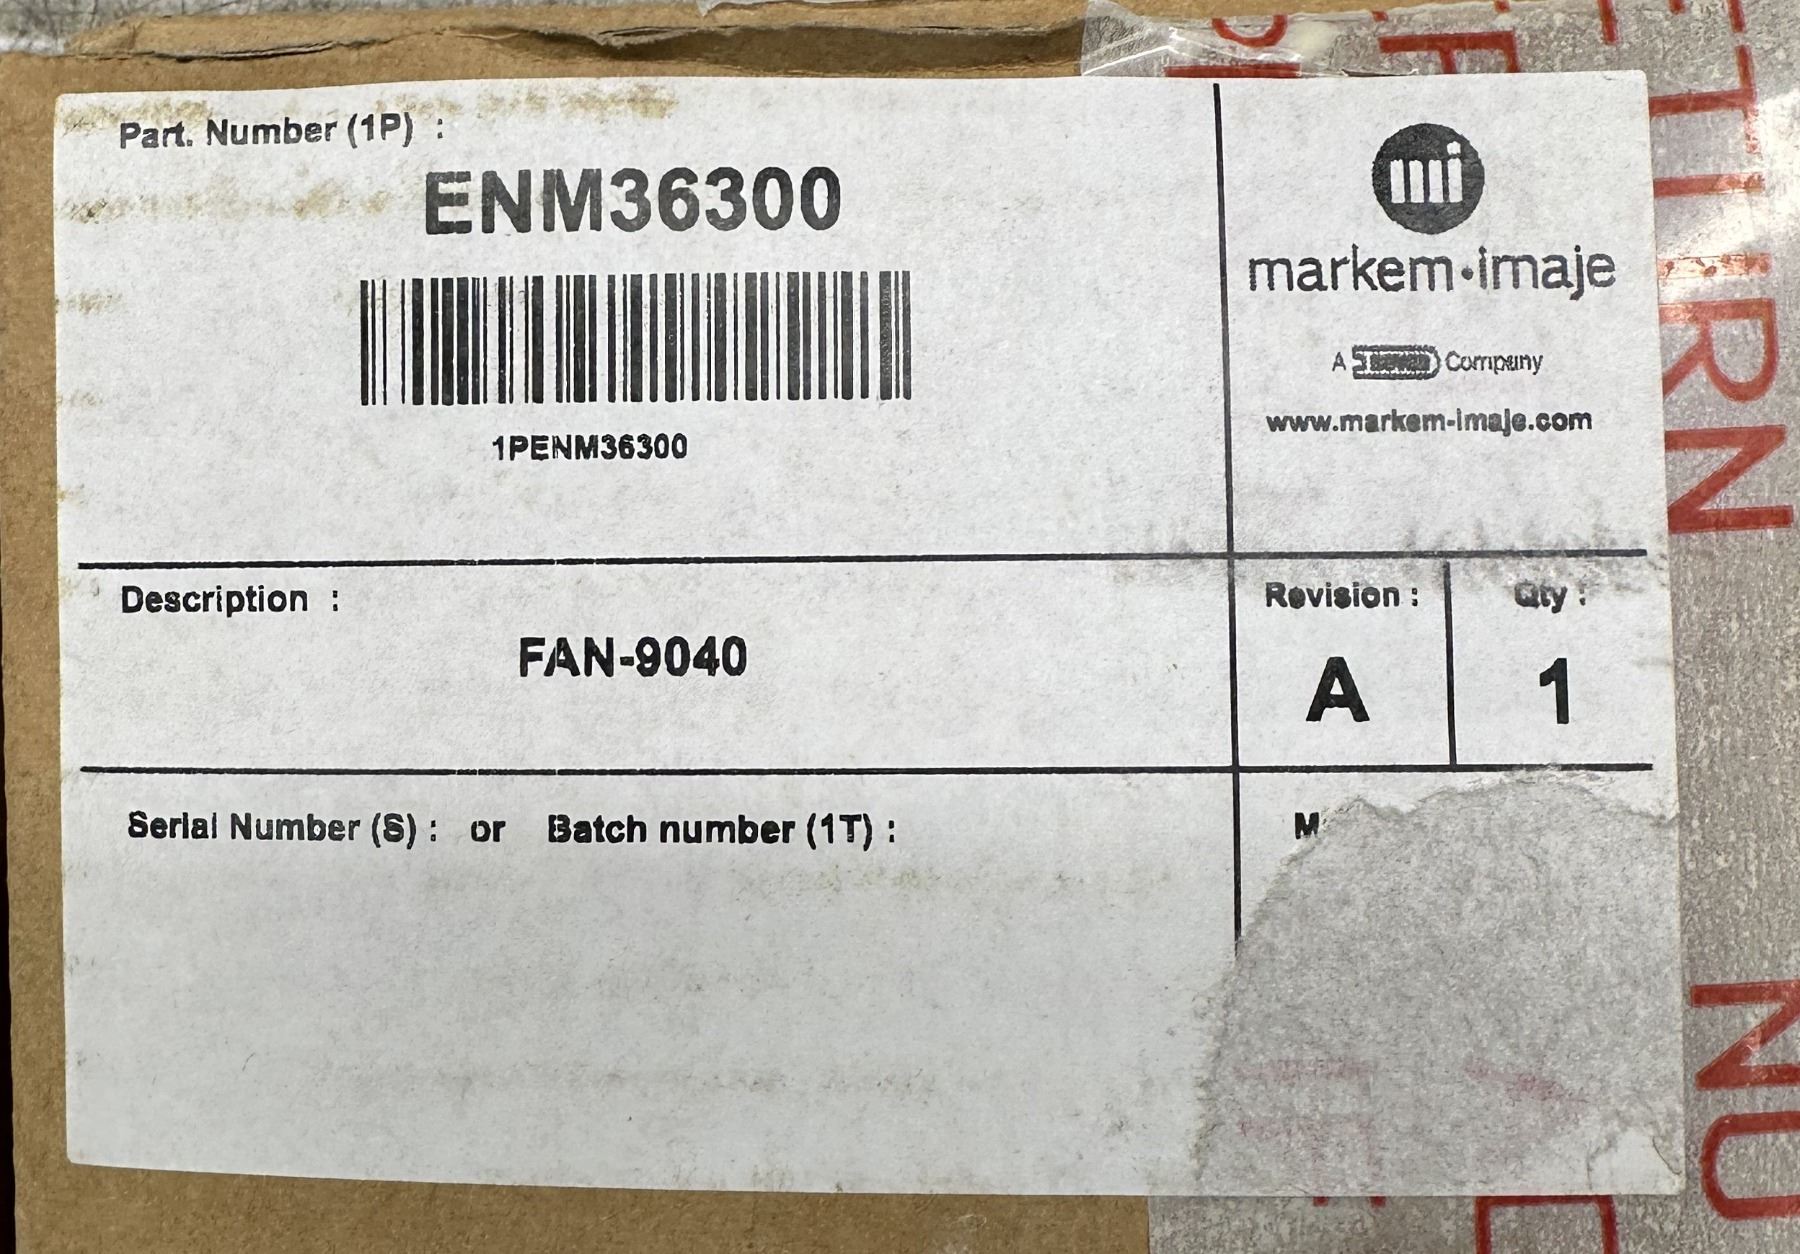 Part. Number (1P) :
ENM36300
1PENM36300
mi
markem·imaje
A Company
www.markem-imaje.com
Description :
FAN-9040
Revision :
A
Qty :
1
Serial Number (S) : or Batch number (1T) :
M